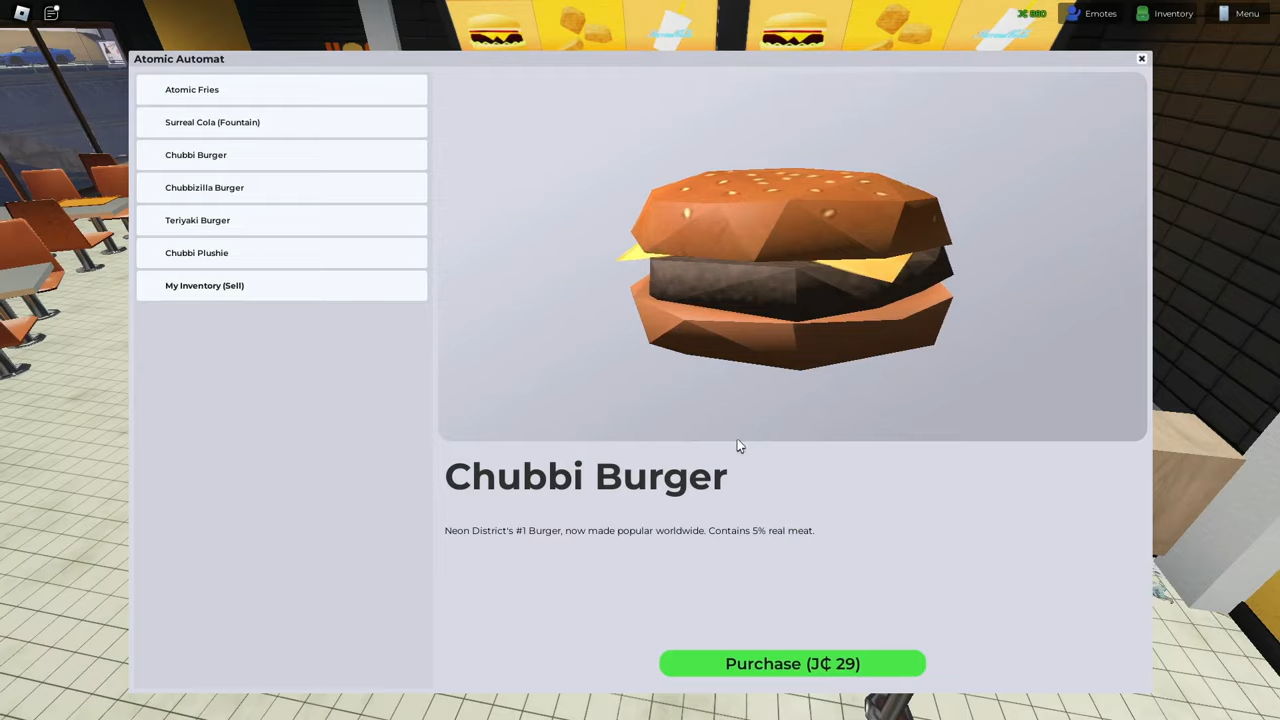 880
Emotes
Inventory
Menu
Atomic Automat
Atomic Fries
Surreal Cola (Fountain)
Chubbi Burger
Chubbizilla Burger
Teriyaki Burger
Chubbi Plushie
My Inventory (Sell)
Chubbi Burger
Neon District's #1 Burger, now made popular worldwide. Contains 5% real meat.
Purchase (J₵ 29)